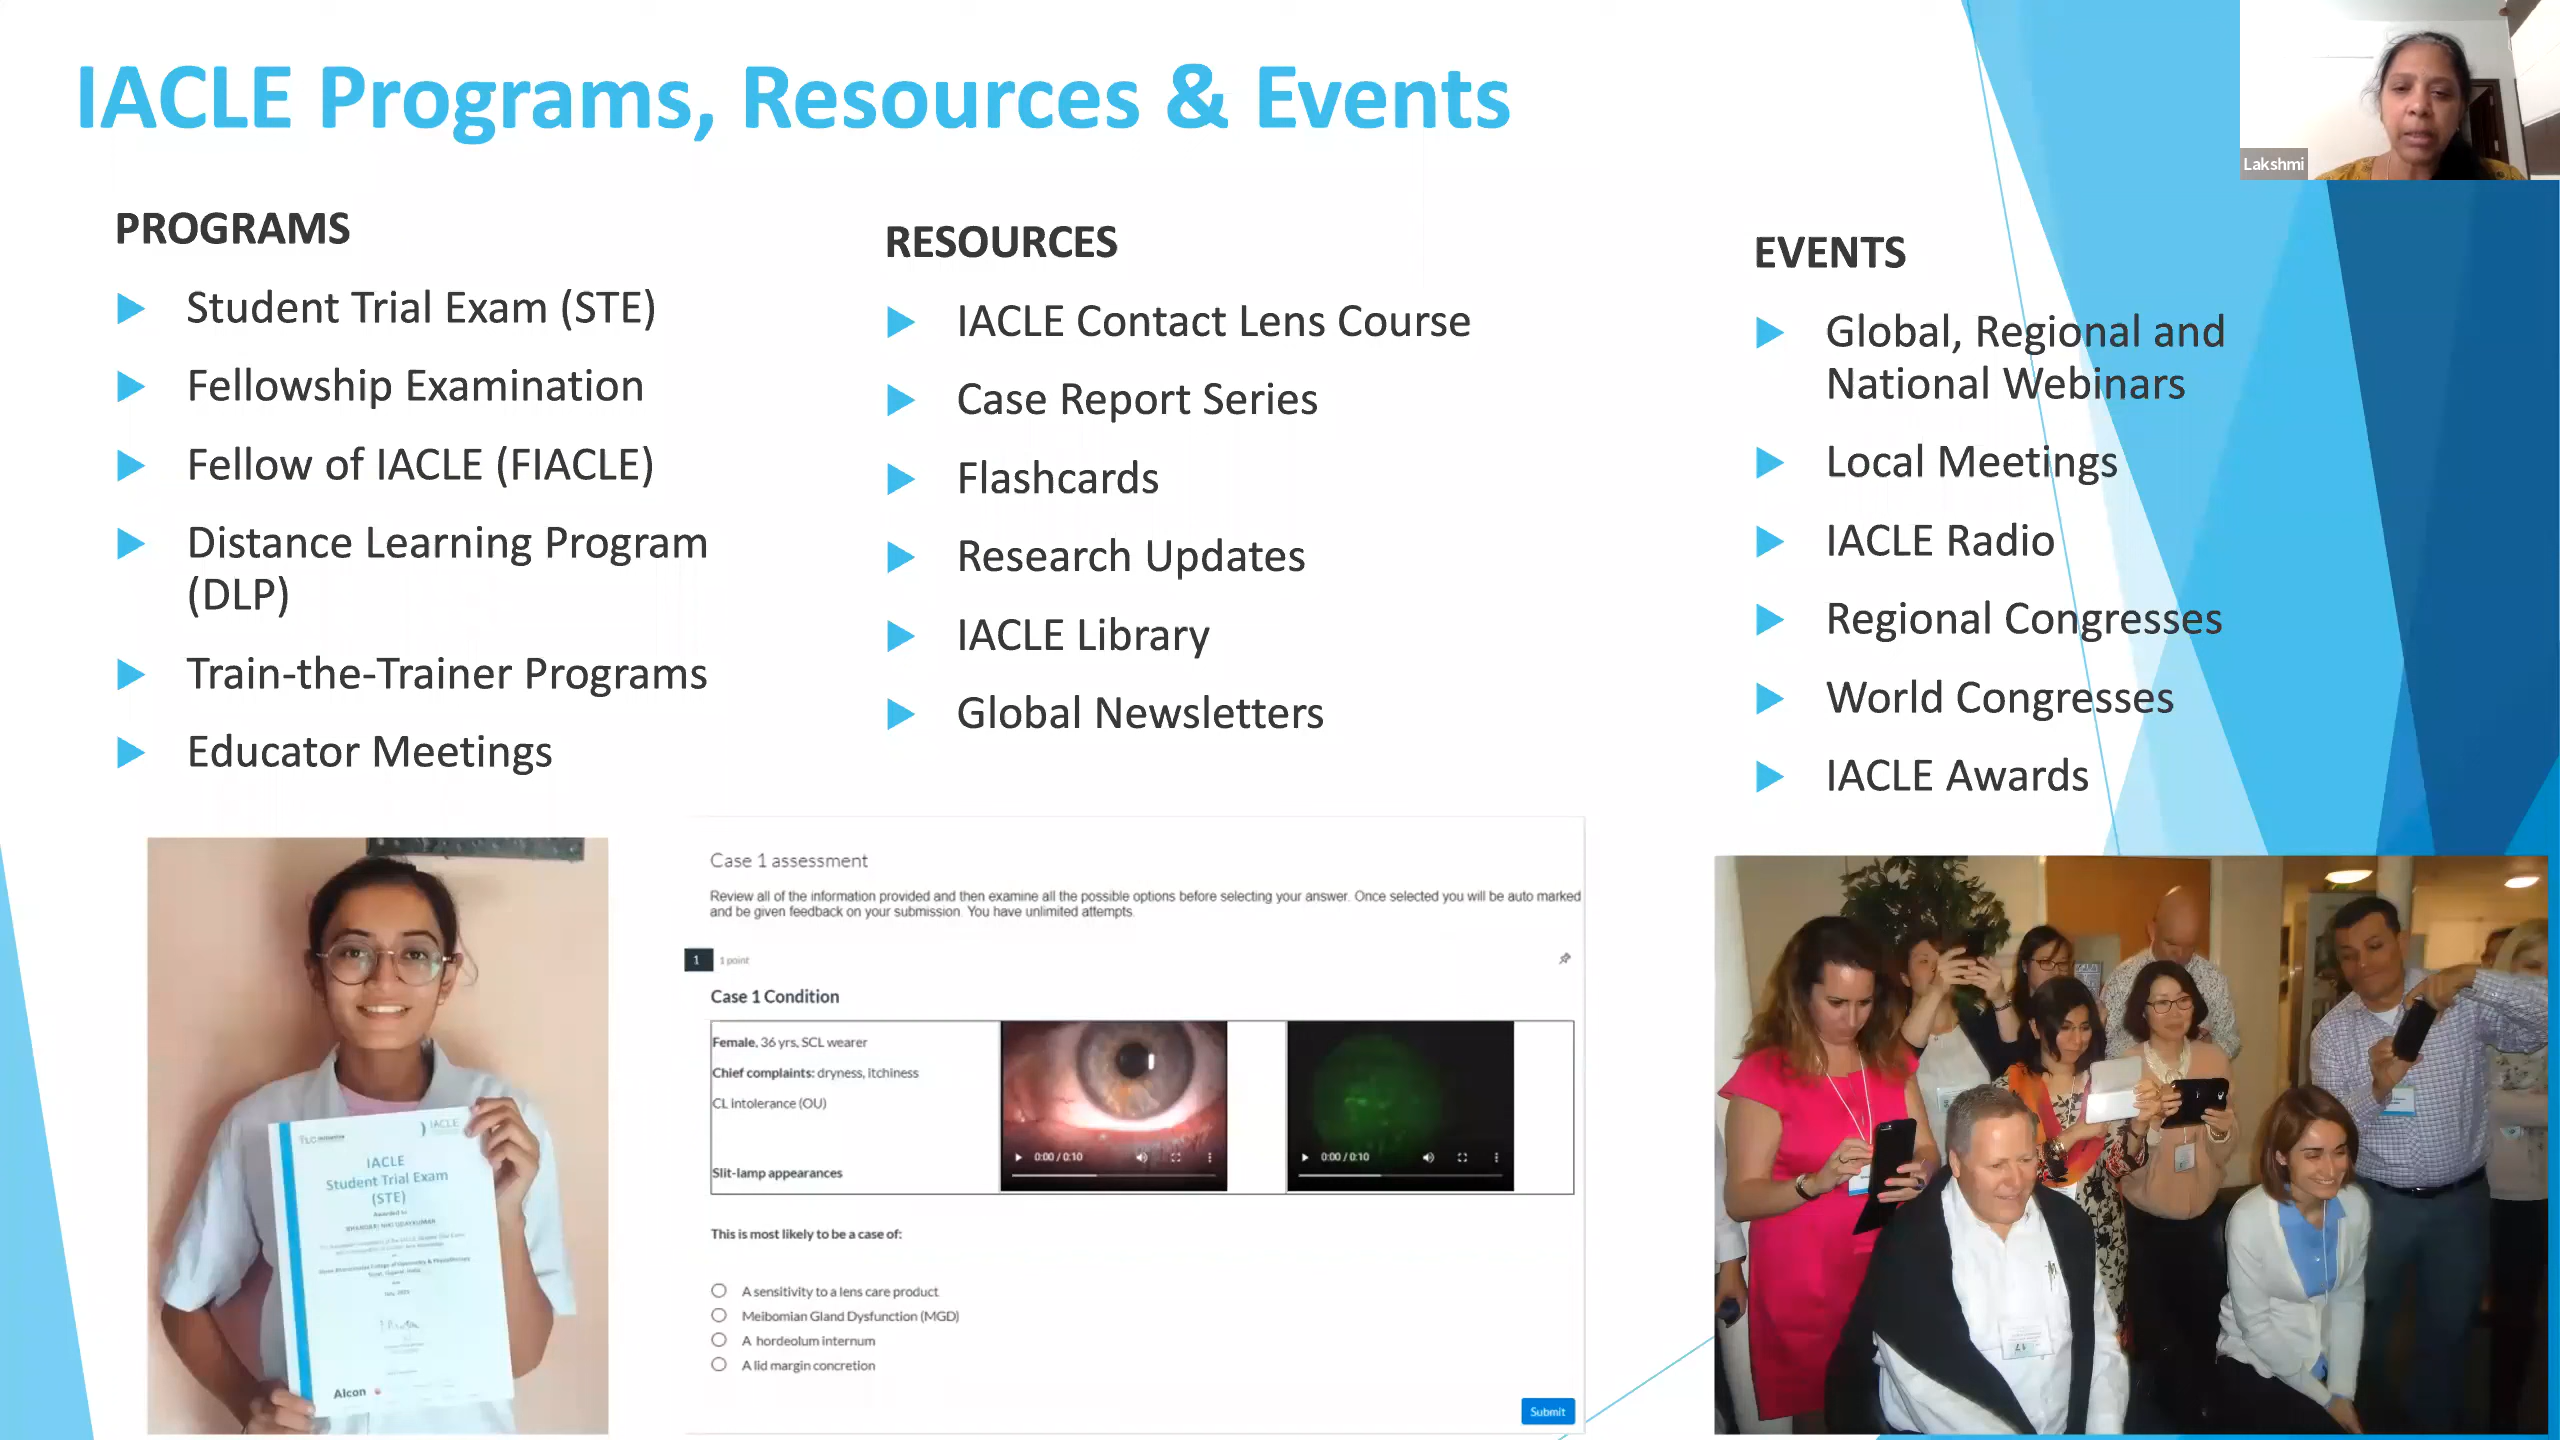 IACLE Programs, Resources & Events
Lakshmi
PROGRAMS
Student Trial Exam (STE)
Fellowship Examination
Fellow of IACLE (FIACLE)
Distance Learning Program
(DLP)
Train-the-Trainer Programs
Educator Meetings
RESOURCES
IACLE Contact Lens Course
Case Report Series
Flashcards
Research Updates
IACLE Library
Global Newsletters
EVENTS
Global, Regional and
National Webinars
Local Meetings
IACLE Radio
Regional Congresses
World Congresses
IACLE Awards
IACLE
IACLE
Student Trial Exam
(STE)
Awarded to
Alcon
Case 1 assessment
Review all of the information provided and then examine all the possible options before selecting your answer. Once selected you will be auto marked
and be given feedback on your submission. You have unlimited attempts.
1 1 point
Case 1 Condition
Female, 36 yrs, SCL wearer
Chief complaints: dryness, itchiness
CL intolerance (OU)
Slit-lamp appearances
0:00 / 0:10
0:00 / 0:10
This is most likely to be a case of:
A sensitivity to a lens care product
Meibomian Gland Dysfunction (MGD)
A hordeolum internum
A lid margin concretion
Submit